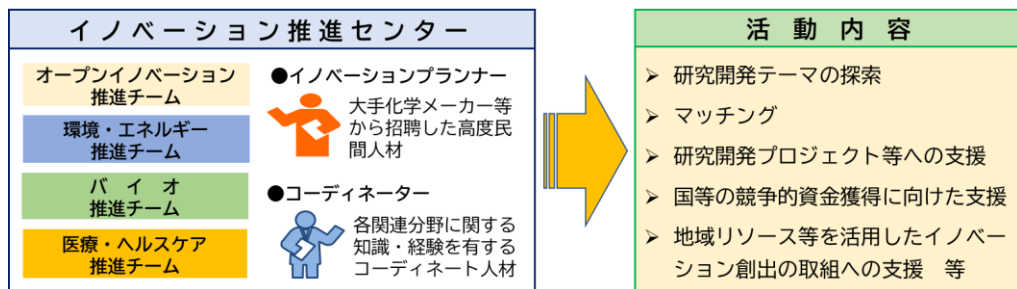 イノベーション推進センター
オープンイノベーション
推進チーム
環境・エネルギー
推進チーム
バイオ
推進チーム
医療・ヘルスケア
推進チーム
●イノベーションプランナー
大手化学メーカー等
から招聘した高度民
間人材
●コーディネーター
各関連分野に関する
知識・経験を有する
コーディネート人材
活動内容
➢ 研究開発テーマの探索
➢ マッチング
➢ 研究開発プロジェクト等への支援
➢ 国等の競争的資金獲得に向けた支援
➢ 地域リソース等を活用したイノベー
ション創出の取組への支援　等